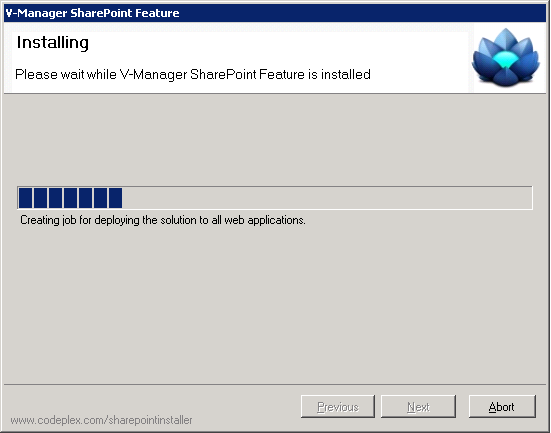 V-Manager SharePoint Feature
Installing
Please wait while V-Manager SharePoint Feature is installed
Creating job for deploying the solution to all web applications.
Previous
Next
Abort
www.codeplex.com/sharepointinstaller